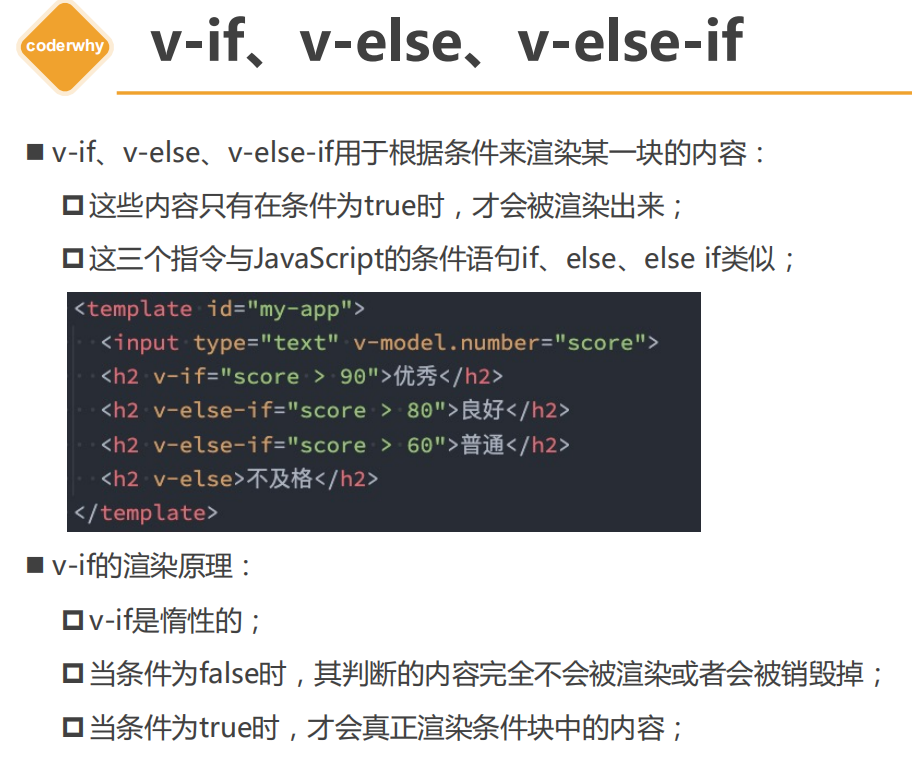 coderwhy
v-if、v-else、v-else-if
v-if、v-else、v-else-if用于根据条件来渲染某一块的内容：
这些内容只有在条件为true时，才会被渲染出来；
这三个指令与JavaScript的条件语句if、else、else if类似；
<template id="my-app">
<input type="text" v-model.number="score">
<h2 v-if="score > 90">优秀</h2>
<h2 v-else-if="score > 80">良好</h2>
<h2 v-else-if="score > 60">普通</h2>
<h2 v-else>不及格</h2>
</template>
v-if的渲染原理：
v-if是惰性的；
当条件为false时，其判断的内容完全不会被渲染或者会被销毁掉；
当条件为true时，才会真正渲染条件块中的内容；